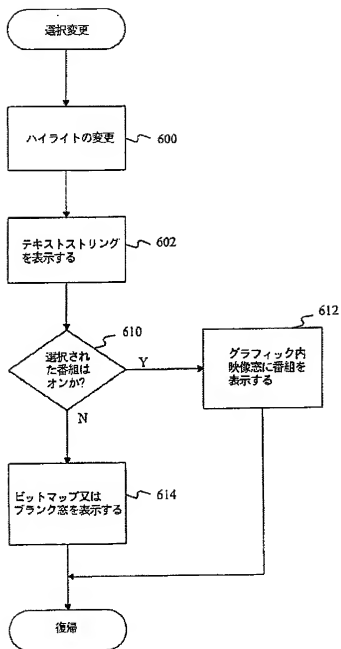 選択変更
ハイライトの変更
600
テキストストリング
を表示する
602
610
選択され
た番組は
オンか?
Y
N
612
グラフィック内
映像窓に番組を
表示する
ビットマップ又は
ブランク窓を表示する
614
復帰